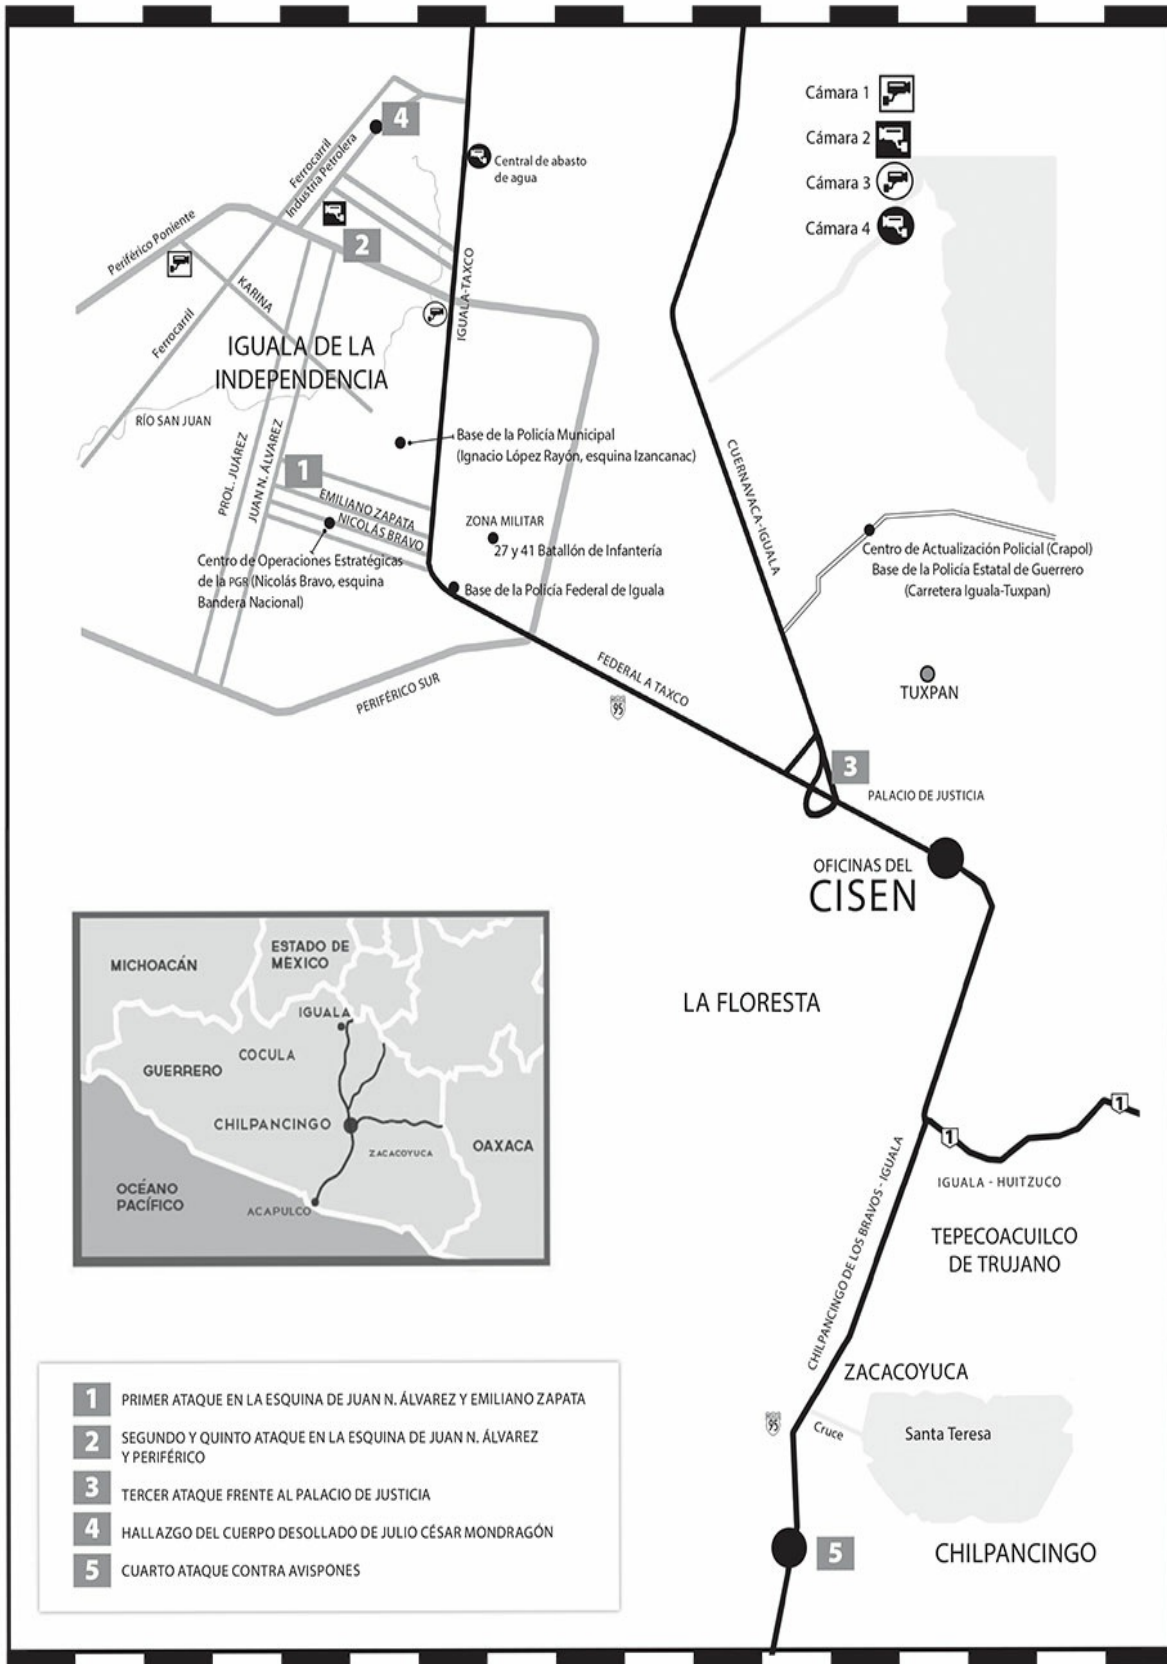 Cámara 1
Cámara 2
Cámara 3
Cámara 4
4
Ferrocarril
Industria Petrolera
Central de abasto
de agua
Periférico Poniente
2
KARINA
IGUALA-TAXCO
Ferrocarril
IGUALA DE LA
INDEPENDENCIA
RÍO SAN JUAN
Base de la Policía Municipal
(Ignacio López Rayón, esquina Izancanac)
PROL. JUÁREZ
JUAN N. ÁLVAREZ
1
EMILIANO ZAPATA
NICOLÁS BRAVO
ZONA MILITAR
27 y 41 Batallón de Infantería
Centro de Operaciones Estratégicas
de la PGR (Nicolás Bravo, esquina
Bandera Nacional)
Base de la Policía Federal de Iguala
CUERNAVACA-IGUALA
Centro de Actualización Policial (Crapol)
Base de la Policía Estatal de Guerrero
(Carretera Iguala-Tuxpan)
PERIFÉRICO SUR
FEDERAL A TAXCO
95
TUXPAN
3
PALACIO DE JUSTICIA
OFICINAS DEL
CISEN
LA FLORESTA
MICHOACÁN
ESTADO DE
MÉXICO
IGUALA
COCULA
GUERRERO
CHILPANCINGO
ZACACOYUCA
OAXACA
OCÉANO
PACÍFICO
ACAPULCO
1
1
IGUALA - HUITZUCO
CHILPANCINGO DE LOS BRAVOS - IGUALA
TEPECOACUILCO
DE TRUJANO
ZACACOYUCA
95
Cruce
Santa Teresa
5
CHILPANCINGO
1 PRIMER ATAQUE EN LA ESQUINA DE JUAN N. ÁLVAREZ Y EMILIANO ZAPATA
2 SEGUNDO Y QUINTO ATAQUE EN LA ESQUINA DE JUAN N. ÁLVAREZ
Y PERIFÉRICO
3 TERCER ATAQUE FRENTE AL PALACIO DE JUSTICIA
4 HALLAZGO DEL CUERPO DESOLLADO DE JULIO CÉSAR MONDRAGÓN
5 CUARTO ATAQUE CONTRA AVISPONES